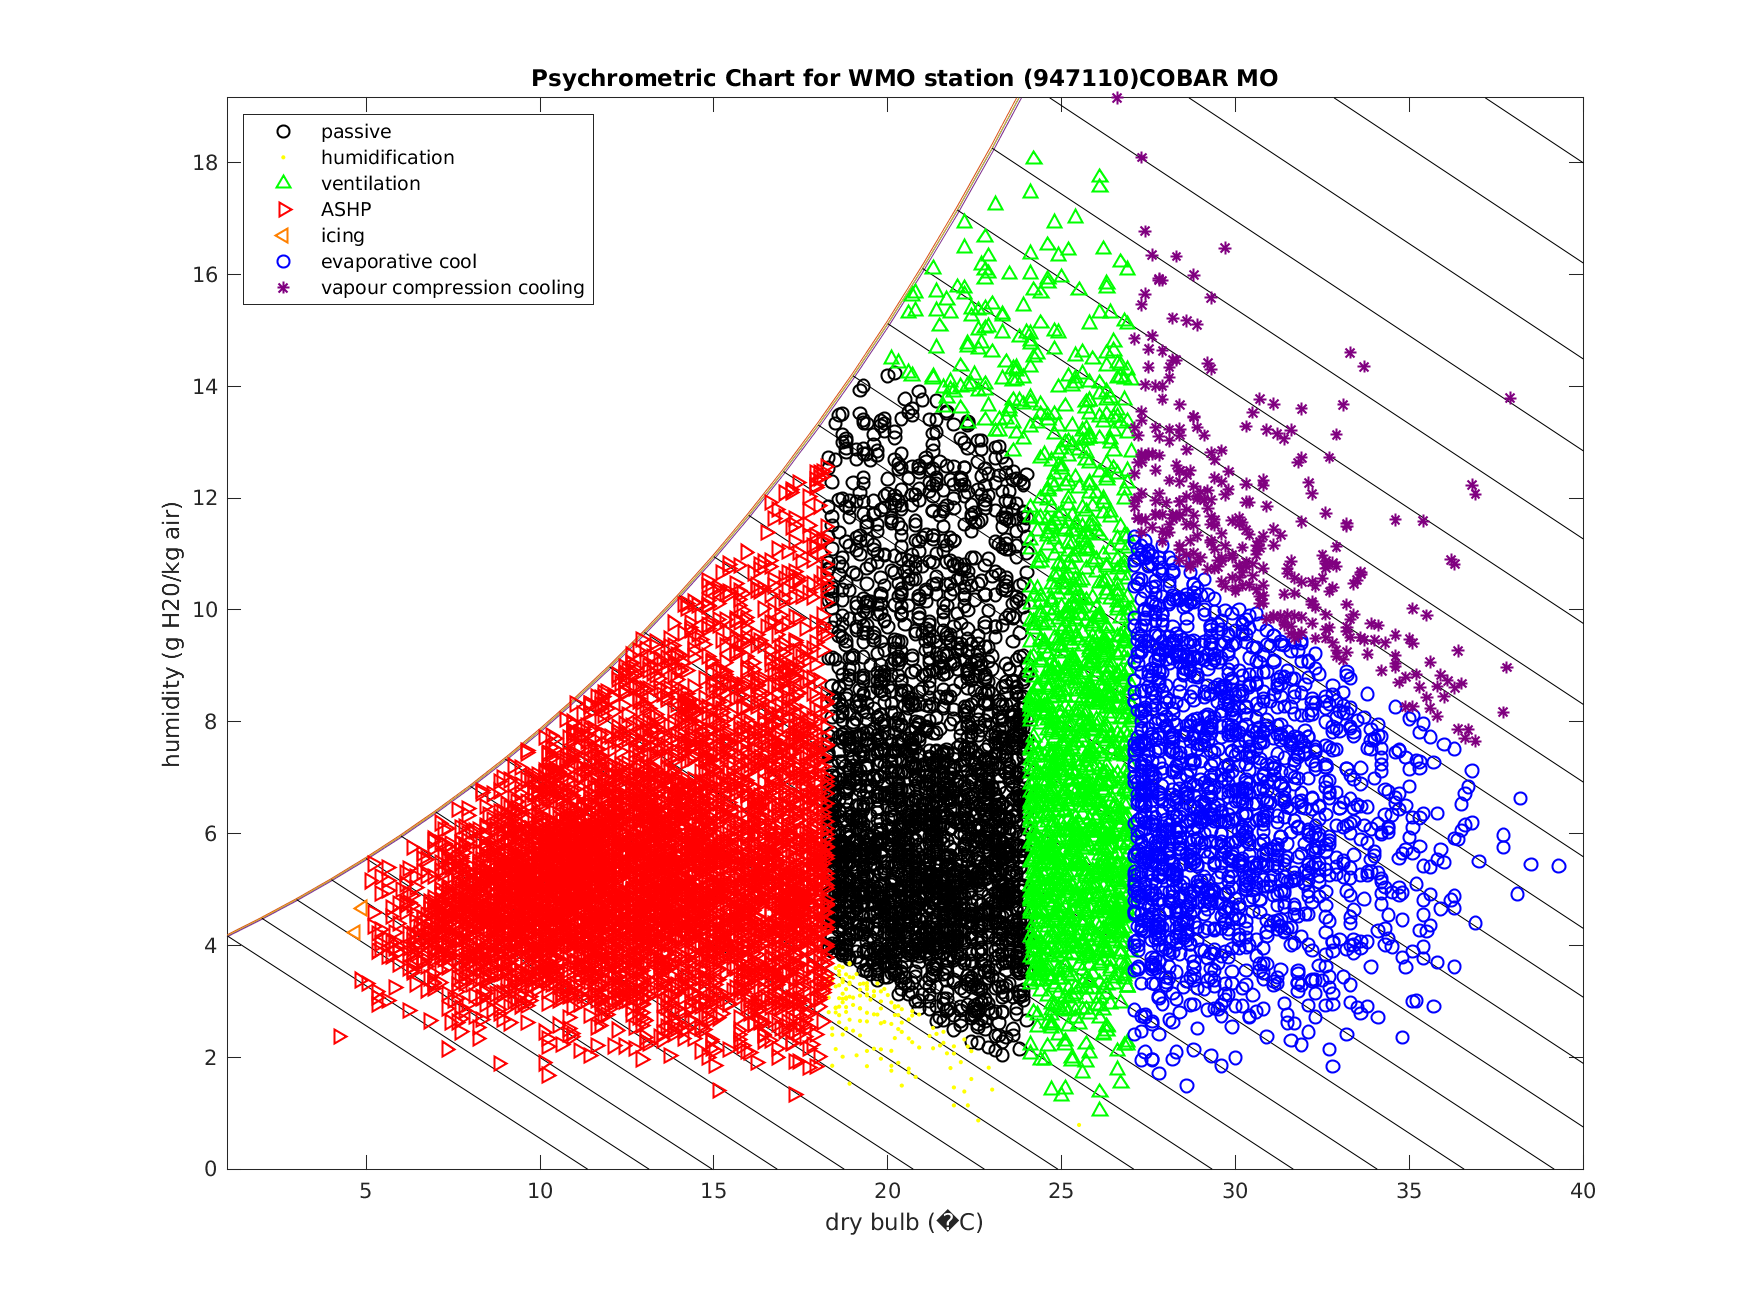 Psychrometric Chart for WMO station (947110)COBAR MO
passive
humidification
ventilation
ASHP
icing
evaporative cool
vapour compression cooling
humidity (g H20/kg air)
18
16
14
12
10
8
6
4
2
0
5 10 15 20 25 30 35 40
dry bulb (�C)